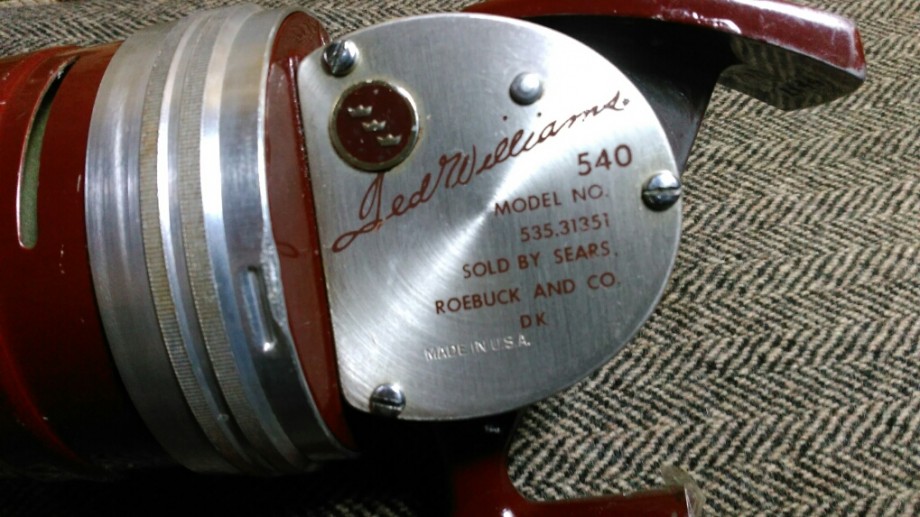 Ted Williams.
540
MODEL NO.
535.31351
SOLD BY SEARS,
ROEBUCK AND CO.
DK
MADE IN U.S.A.